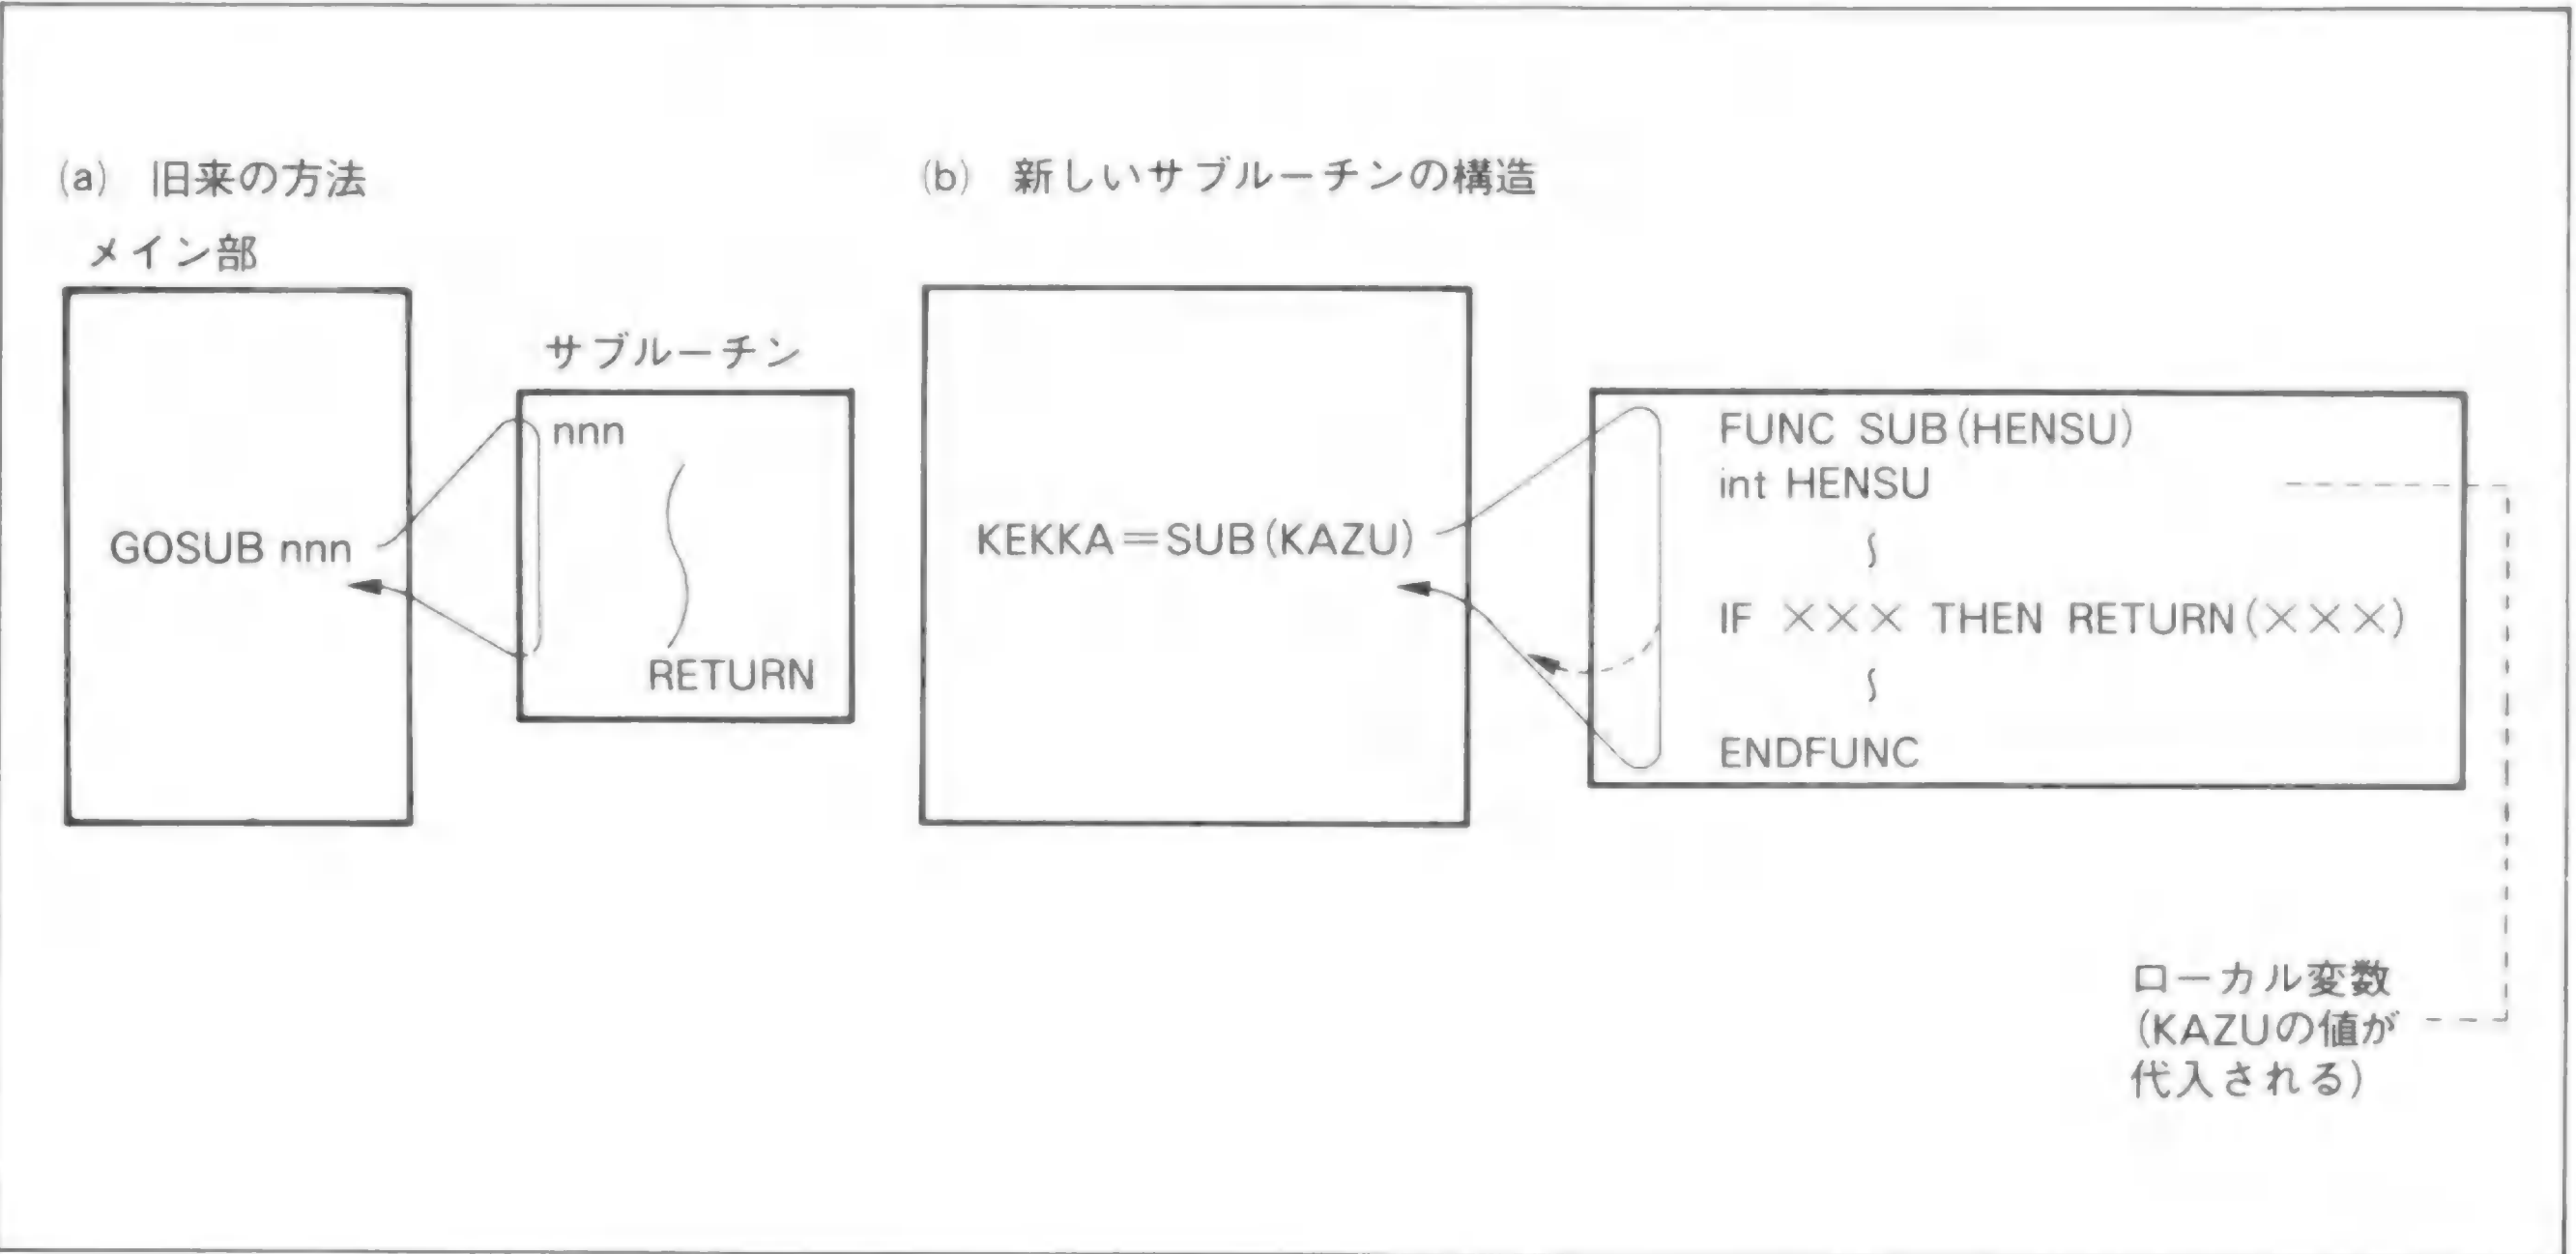 (a) 旧来の方法
メイン部
GOSUB nnn
サブルーチン
nnn
RETURN
(b) 新しいサブルーチンの構造
KEKKA=SUB(KAZU)
FUNC SUB(HENSU)
int HENSU
IF ××× THEN RETURN(×××)
ENDFUNC
ローカル変数
(KAZUの値が
代入される)